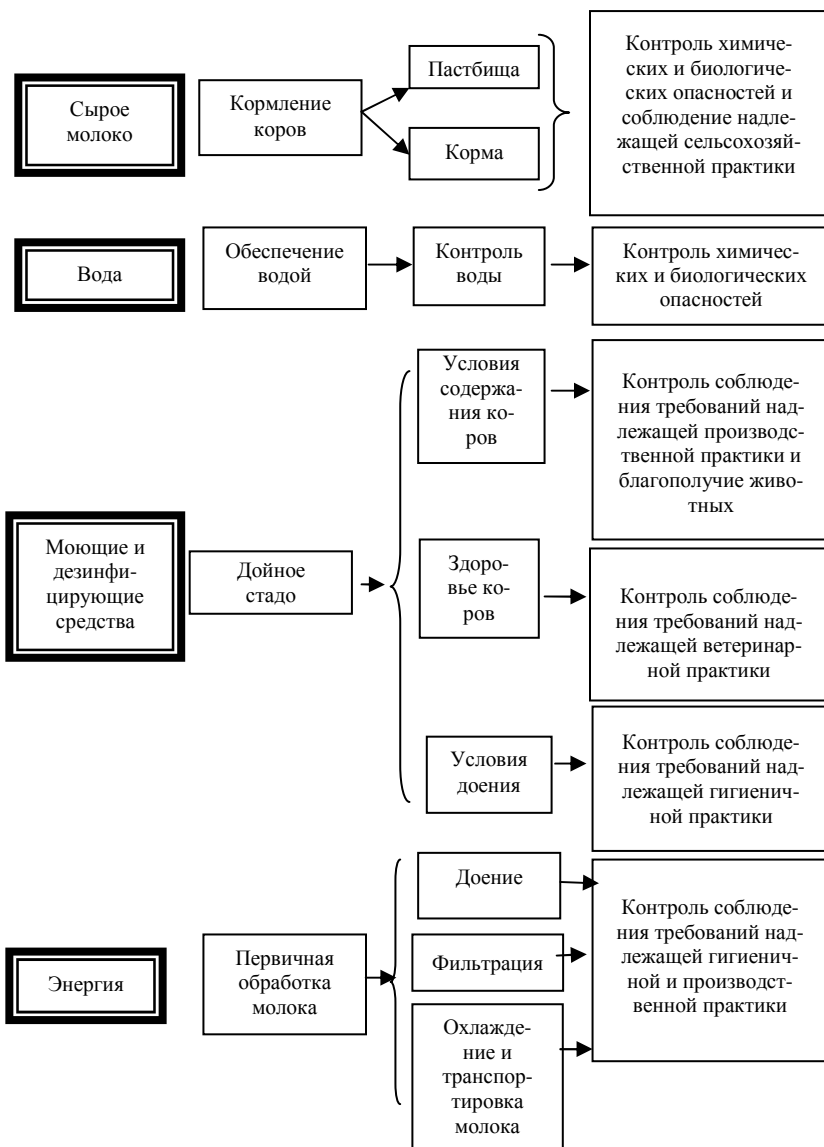 Сырое
молоко
Кормление
коров
Пастбища
Корма
Контроль химиче-
ских и биологиче-
ских опасностей и
соблюдение надле-
жащей сельсохозяй-
ственной практики
Вода
Обеспечение
водой
Контроль
воды
Контроль химичес-
ких и биологических
опасностей
Моющие и
дезинфи-
цирующие
средства
Дойное
стадо
Условия
содержа-
ния ко-
ров
Контроль соблюде-
ния требований над-
лежащей производс-
твенной практики и
благополучие живо-
тных
Здоро-
вье ко-
ров
Контроль соблюде-
ния требований над-
лежащей ветеринар-
ной практики
Условия
доения
Контроль соблюде-
ния требований над-
лежащей гигиенич-
ной практики
Энергия
Первичная
обработка
молока
Доение
Фильтрация
Охлажде-
ние и
транспор-
тировка
молока
Контроль соблюде-
ния требований над-
лежащей гигиенич-
ной и производст-
венной практики